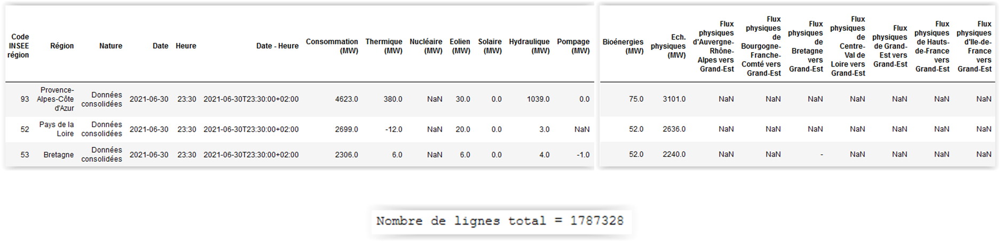 Code INSEE région Région Nature Date Heure Date - Heure Consommation (MW) Thermique (MW) Nucléaire (MW) Eolien (MW) Solaire (MW) Hydraulique (MW) Pompage (MW) Bioénergies (MW) Ech. physiques (MW) Flux physiques d'Auvergne-Rhône-Alpes vers Grand-Est Flux physiques de Bourgogne-Franche-Comté vers Grand-Est Flux physiques de Bretagne vers Grand-Est Flux physiques de Centre-Val de Loire vers Grand-Est Flux physiques de Grand-Est vers Grand-Est Flux physiques de Hauts-de-France vers Grand-Est Flux physiques d'Ile-de-France vers Grand-Est
93 Provence-Alpes-Côte d'Azur Données consolidées 2021-06-30 23:30 2021-06-30T23:30:00+02:00 4623.0 380.0 NaN 30.0 0.0 1039.0 0.0 75.0 3101.0 NaN NaN NaN NaN NaN NaN NaN
52 Pays de la Loire Données consolidées 2021-06-30 23:30 2021-06-30T23:30:00+02:00 2699.0 -12.0 NaN 20.0 0.0 3.0 NaN 52.0 2636.0 NaN NaN NaN NaN NaN NaN NaN
53 Bretagne Données consolidées 2021-06-30 23:30 2021-06-30T23:30:00+02:00 2306.0 6.0 NaN 6.0 0.0 4.0 -1.0 52.0 2240.0 NaN NaN - NaN NaN NaN NaN
Nombre de lignes total = 1787328